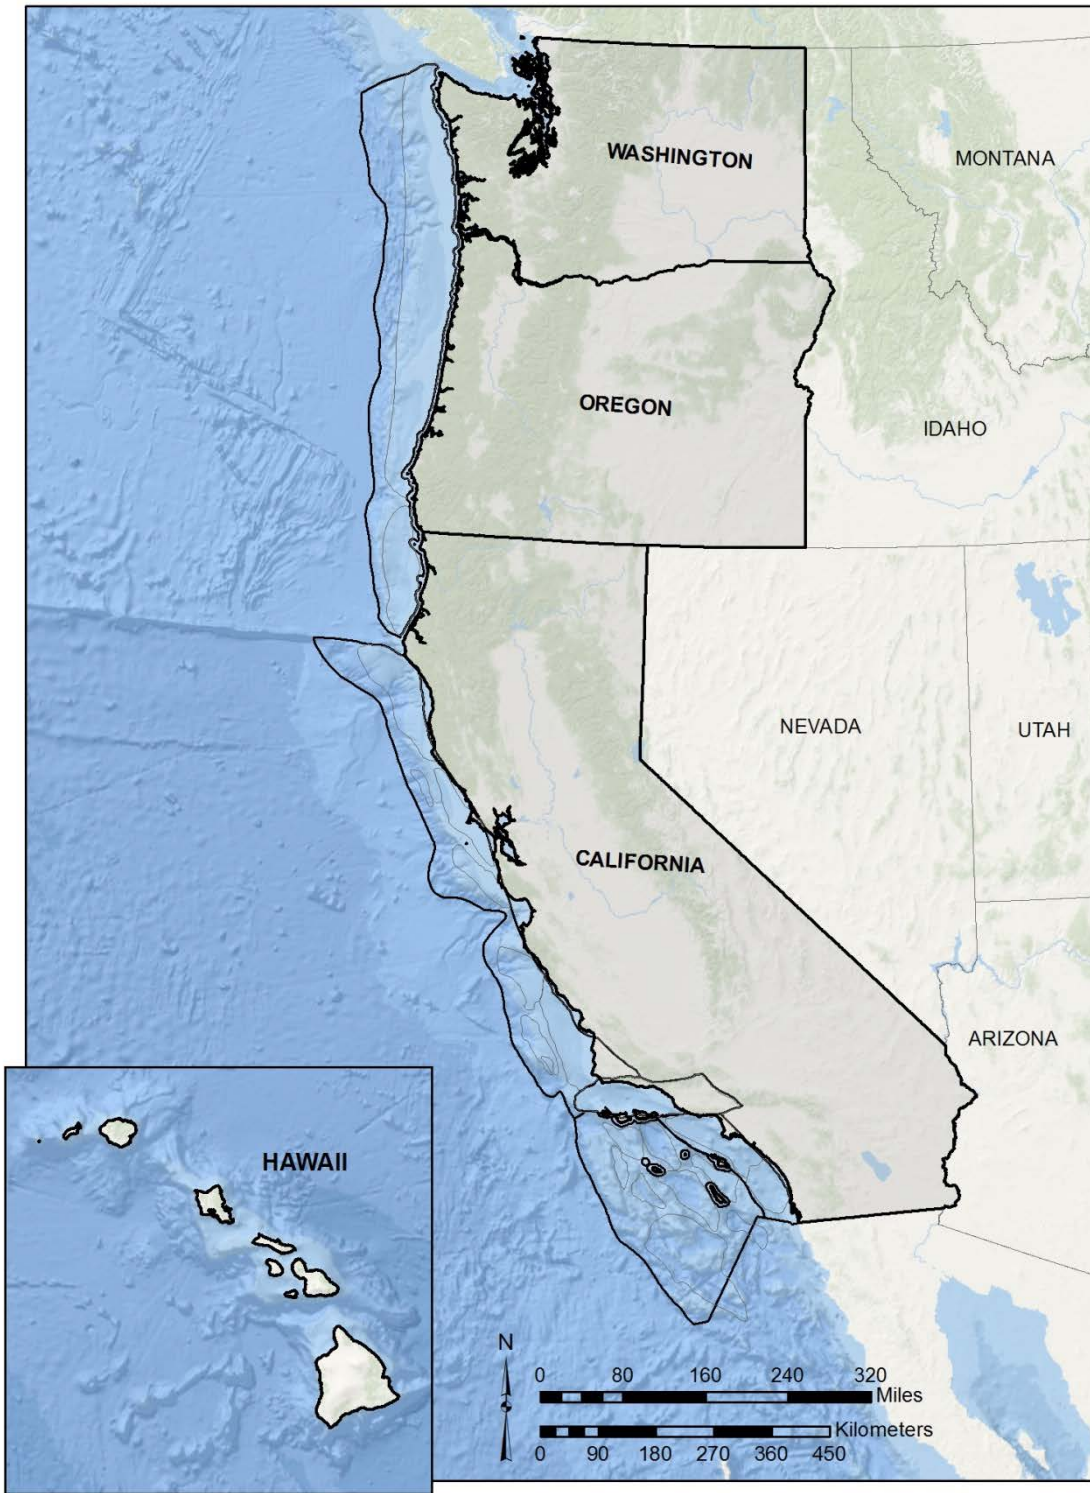 WASHINGTON
MONTANA
OREGON
IDAHO
NEVADA
UTAH
CALIFORNIA
ARIZONA
HAWAII
N
0 80 160 240 320
Miles
Kilometers
0 90 180 270 360 450